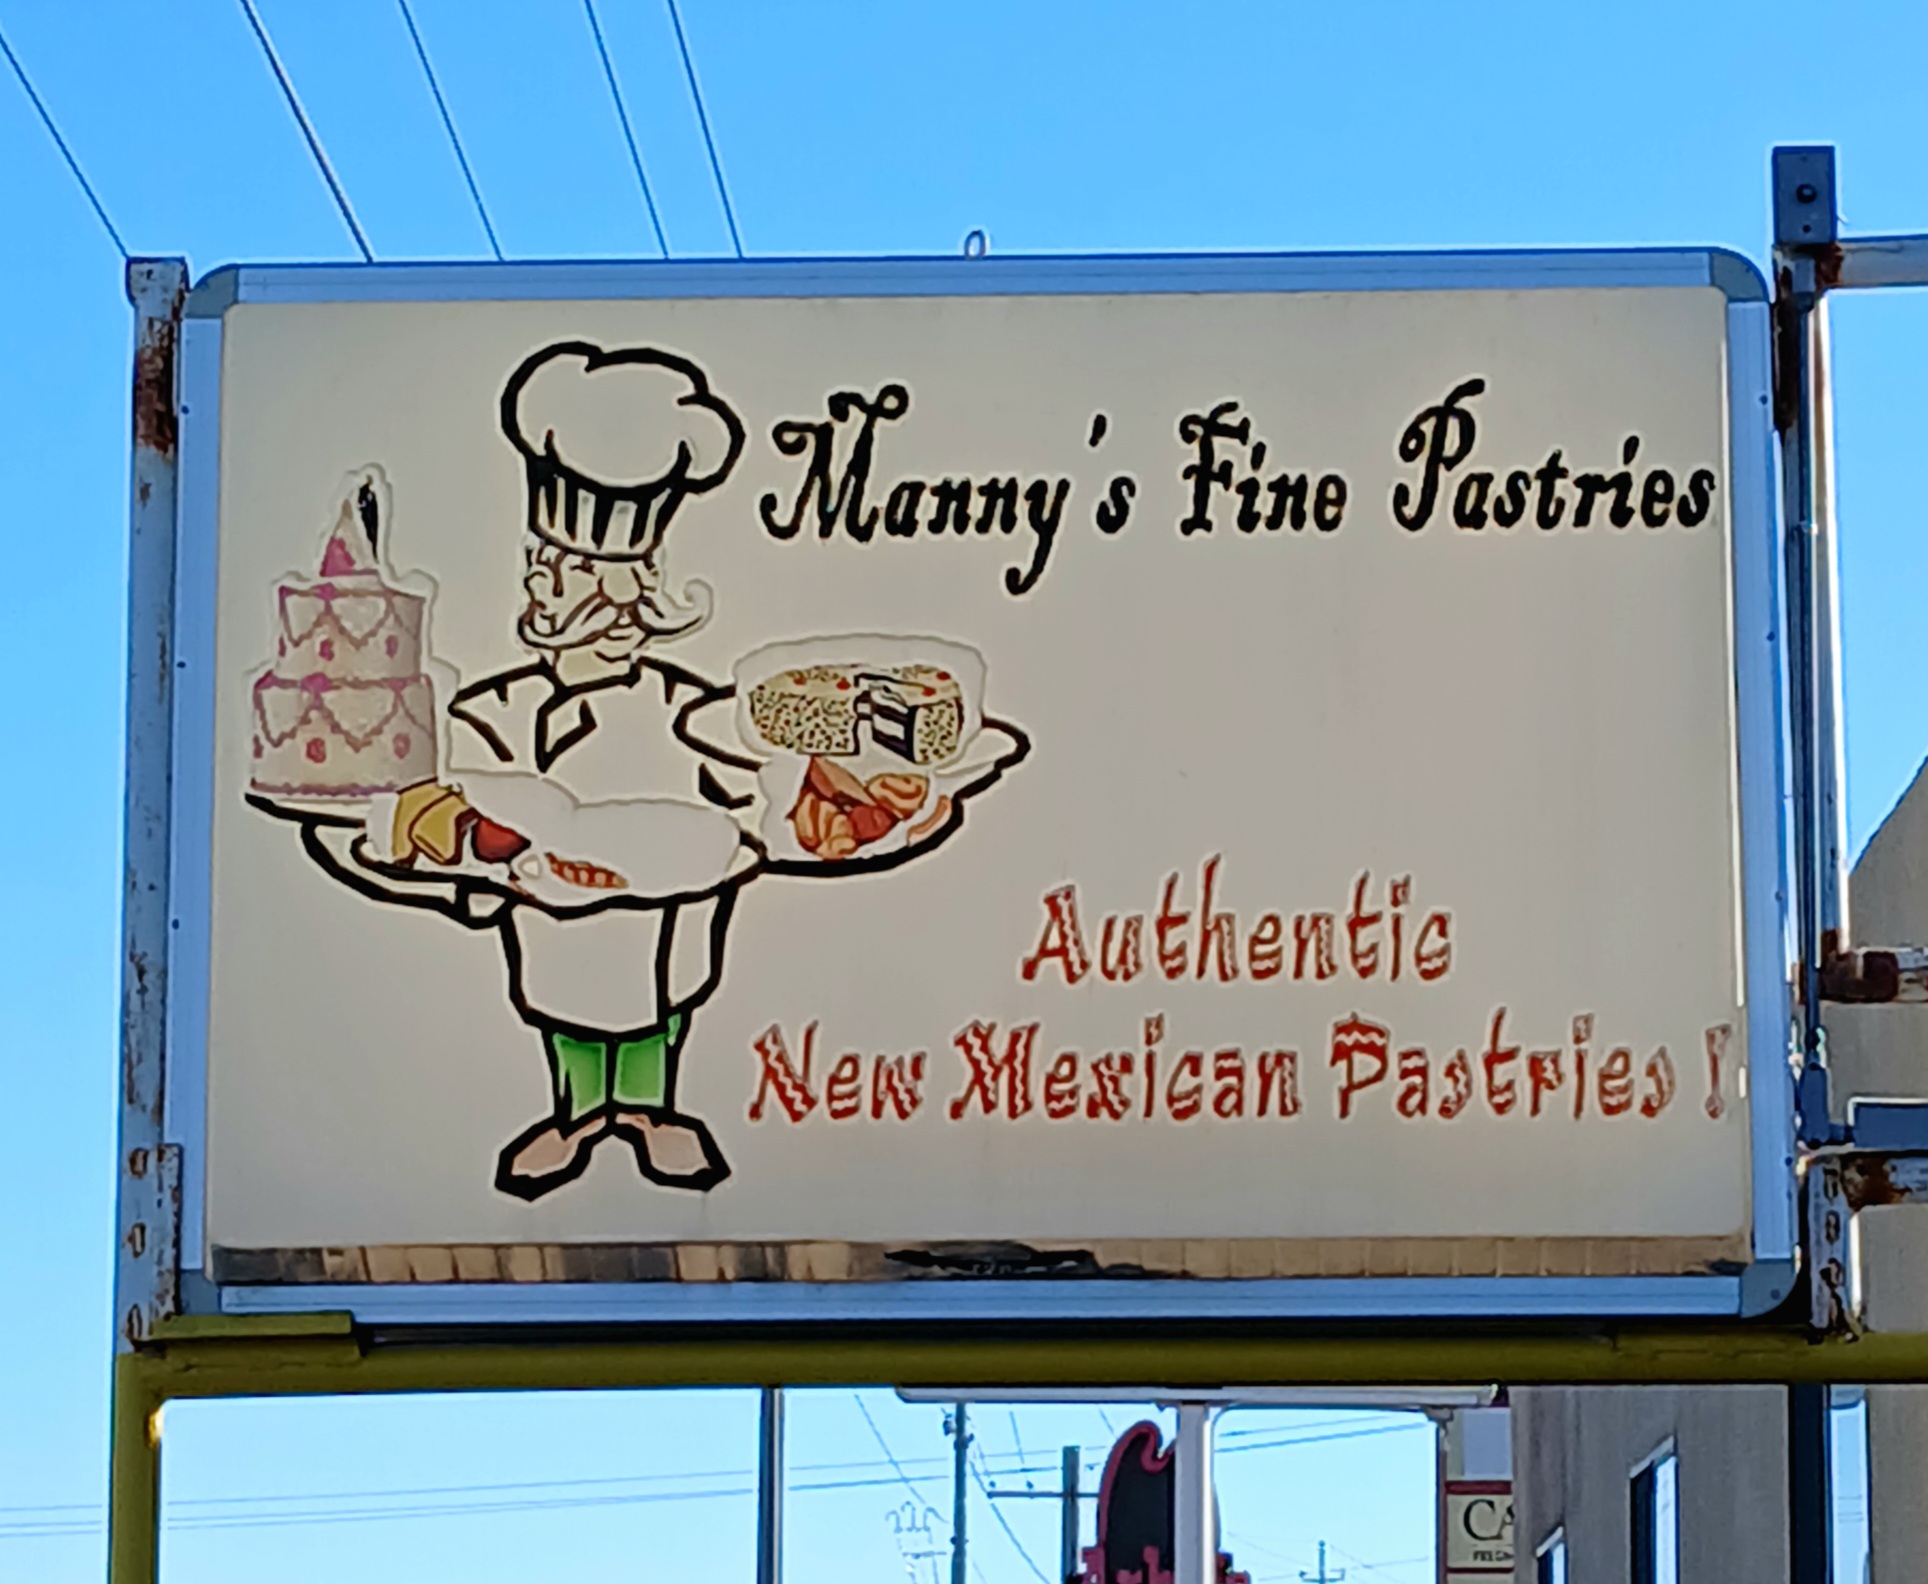 Manny's Fine Pastries
Authentic
New Mexican Pastries!